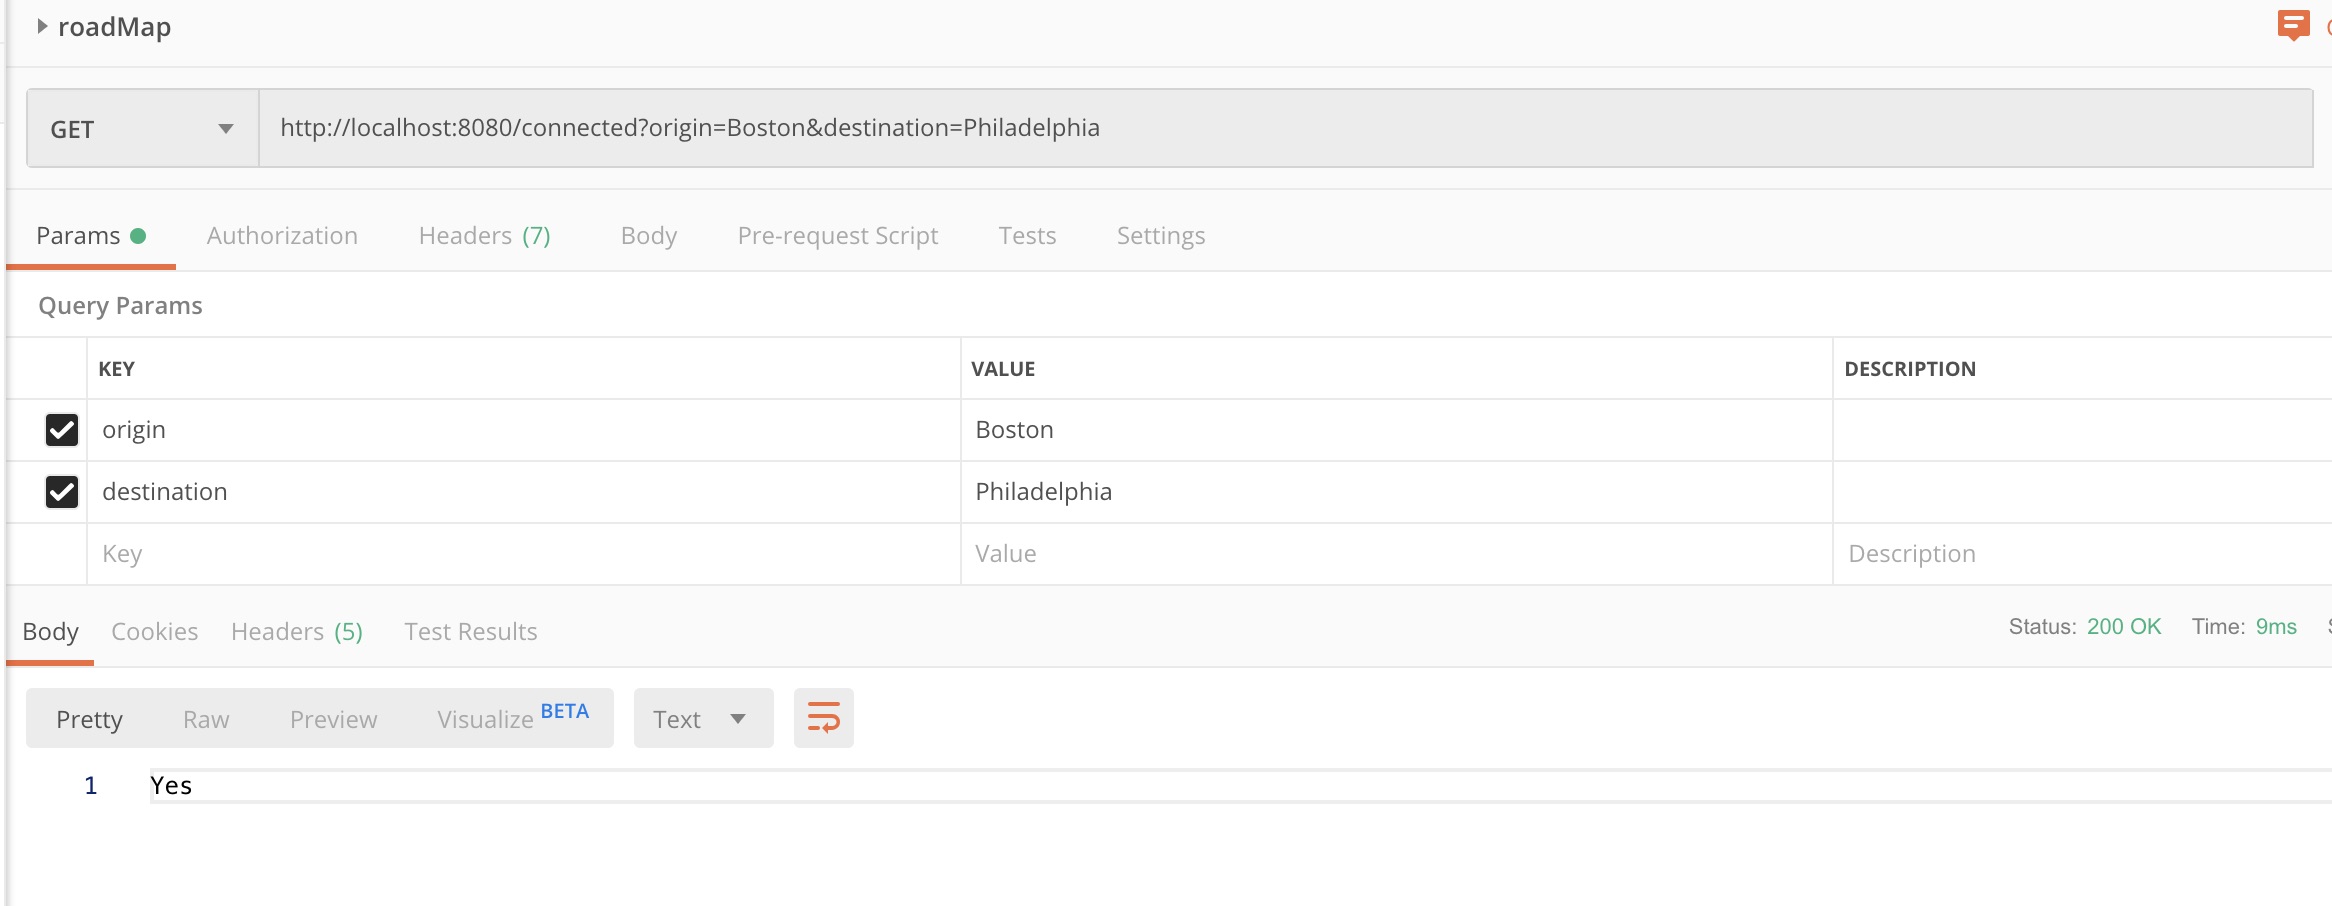 roadMap
GET http://localhost:8080/connected?origin=Boston&destination=Philadelphia
Params Authorization Headers (7) Body Pre-request Script Tests Settings
Query Params
KEY VALUE DESCRIPTION
origin Boston
destination Philadelphia
Key Value Description
Body Cookies Headers (5) Test Results Status: 200 OK Time: 9ms
Pretty Raw Preview Visualize BETA Text
1 Yes